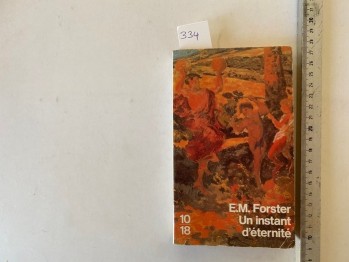 334
E.M. Forster
Un instant
d'éternité
10
18